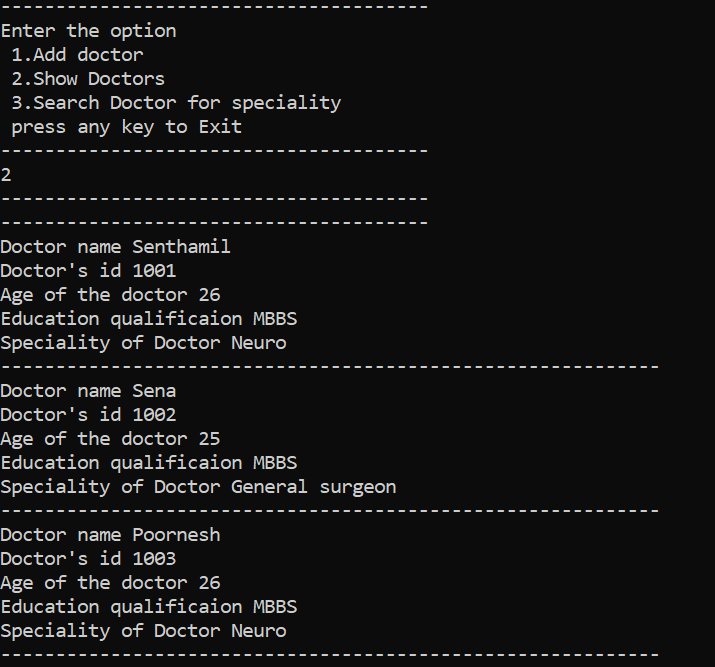 ---------------------------------------
Enter the option
 1.Add doctor
 2.Show Doctors
 3.Search Doctor for speciality
 press any key to Exit
---------------------------------------
2
---------------------------------------
---------------------------------------
Doctor name Senthamil
Doctor's id 1001
Age of the doctor 26
Education qualificaion MBBS
Speciality of Doctor Neuro
------------------------------------------------------------
Doctor name Sena
Doctor's id 1002
Age of the doctor 25
Education qualificaion MBBS
Speciality of Doctor General surgeon
------------------------------------------------------------
Doctor name Poornesh
Doctor's id 1003
Age of the doctor 26
Education qualificaion MBBS
Speciality of Doctor Neuro
------------------------------------------------------------